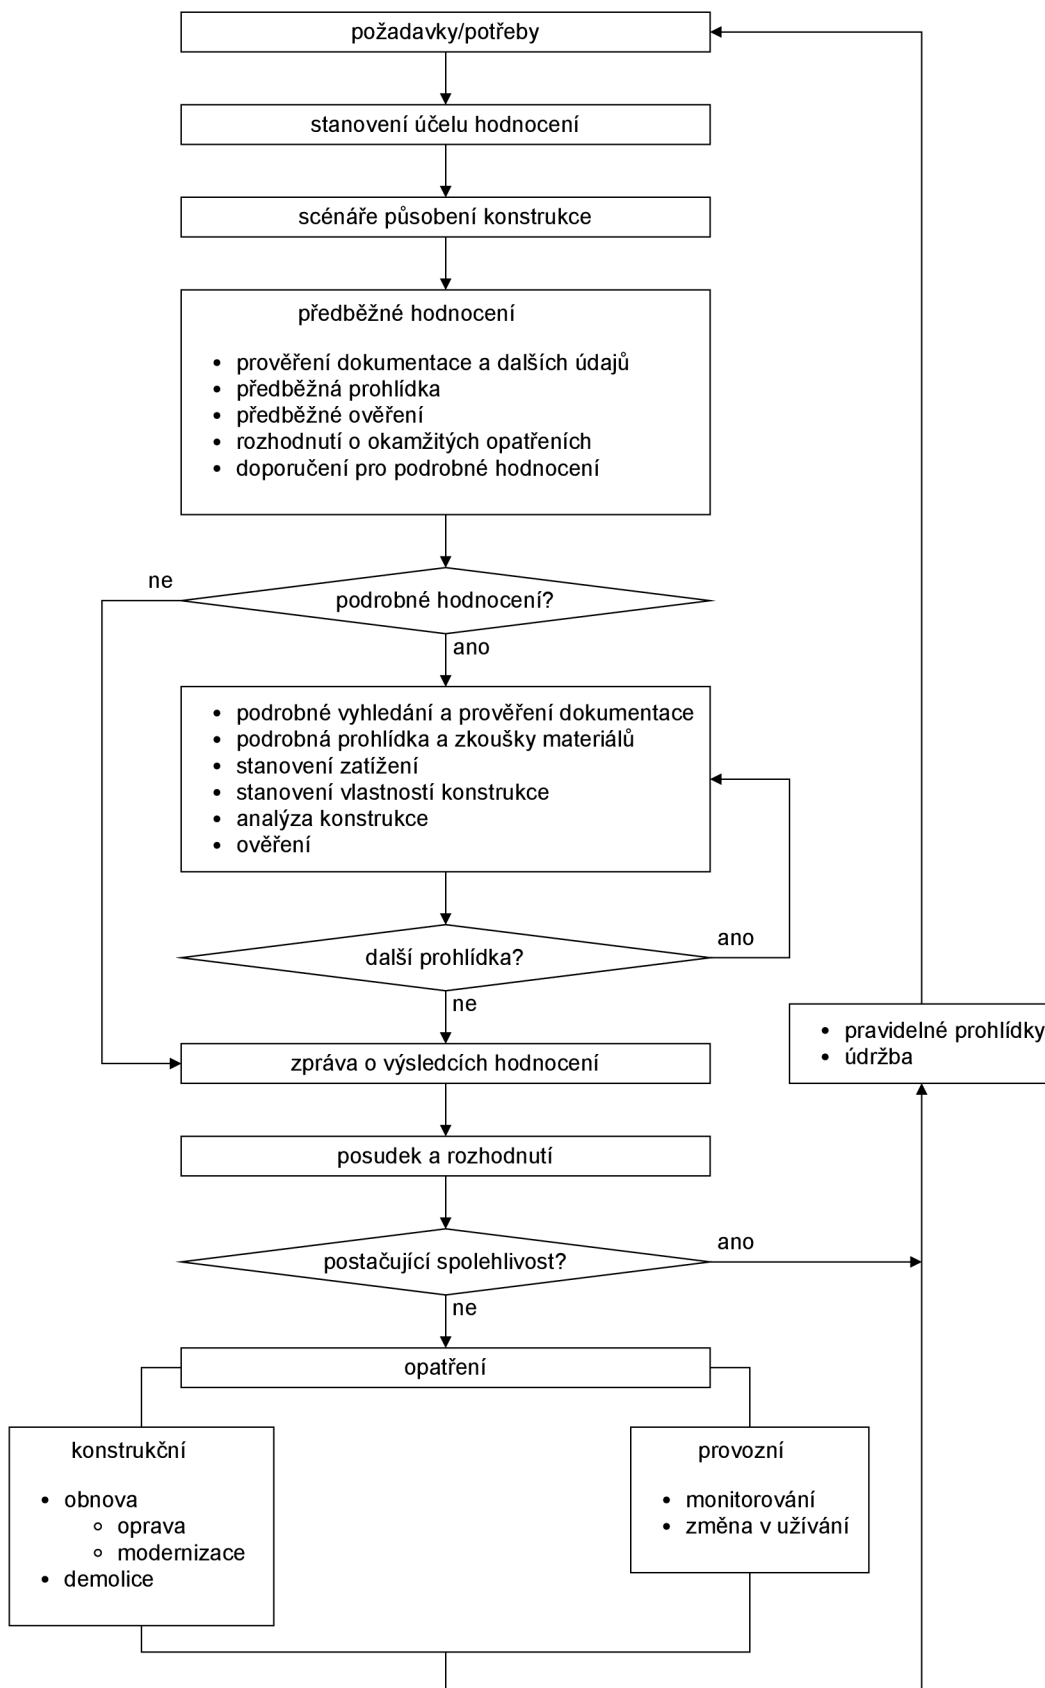 požadavky/potřeby
stanovení účelu hodnocení
scénáře působení konstrukce
předběžné hodnocení
prověření dokumentace a dalších údajů
předběžná prohlídka
předběžné ověření
rozhodnutí o okamžitých opatřeních
doporučení pro podrobné hodnocení
ne
podrobné hodnocení?
ano
podrobné vyhledání a prověření dokumentace
podrobná prohlídka a zkoušky materiálů
stanovení zatížení
stanovení vlastností konstrukce
analýza konstrukce
ověření
další prohlídka?
ano
ne
pravidelné prohlídky
údržba
zpráva o výsledcích hodnocení
posudek a rozhodnutí
postačující spolehlivost?
ano
ne
opatření
konstrukční
obnova
oprava
modernizace
demolice
provozní
monitorování
změna v užívání